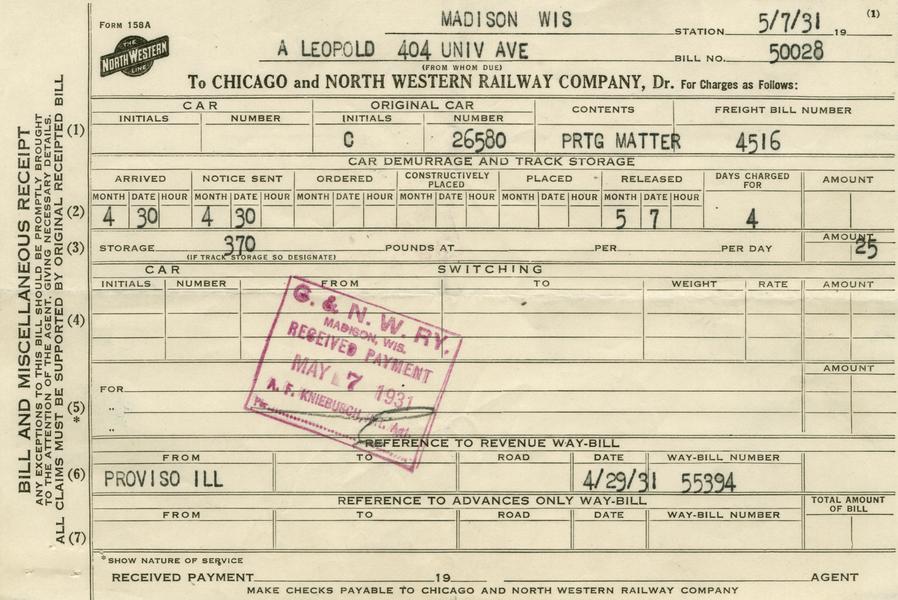 FORM 158A
MADISON WIS
STATION 5/7/31 19
(1)
THE
NORTH WESTERN
LINE
A LEOPOLD 404 UNIV AVE
BILL NO. 50028
(FROM WHOM DUE)
To CHICAGO and NORTH WESTERN RAILWAY COMPANY, Dr. For Charges as Follows:
BILL AND MISCELLANEOUS RECEIPT
ANY EXCEPTIONS TO THIS BILL SHOULD BE PROMPTLY BROUGHT
TO THE ATTENTION OF THE AGENT, GIVING NECESSARY DETAILS.
ALL CLAIMS MUST BE SUPPORTED BY ORIGINAL RECEIPTED BILL
CAR ORIGINAL CAR CONTENTS FREIGHT BILL NUMBER
INITIALS NUMBER INITIALS NUMBER
(1) C 26580 PRTG MATTER 4516
CAR DEMURRAGE AND TRACK STORAGE
ARRIVED NOTICE SENT ORDERED CONSTRUCTIVELY PLACED PLACED RELEASED DAYS CHARGED FOR AMOUNT
MONTH DATE HOUR MONTH DATE HOUR MONTH DATE HOUR MONTH DATE HOUR MONTH DATE HOUR MONTH DATE HOUR
(2) 4 30 4 30 5 7 4
AMOUNT
(3) STORAGE 370 POUNDS AT PER PER DAY 25
(IF TRACK STORAGE SO DESIGNATE)
CAR SWITCHING
INITIALS NUMBER FROM TO WEIGHT RATE AMOUNT
(4)
C. & N. W. RY.
MADISON, WIS.
RECEIVED PAYMENT
MAY 7 1931
A. F. KNIEBUSCH, Agt.
Per
AMOUNT
FOR
(5) "
* "
REFERENCE TO REVENUE WAY-BILL
FROM TO ROAD DATE WAY-BILL NUMBER
(6) PROVISO ILL 4/29/31 55394
REFERENCE TO ADVANCES ONLY WAY-BILL TOTAL AMOUNT OF BILL
FROM TO ROAD DATE WAY-BILL NUMBER
(7)
*SHOW NATURE OF SERVICE
RECEIVED PAYMENT 19 AGENT
MAKE CHECKS PAYABLE TO CHICAGO AND NORTH WESTERN RAILWAY COMPANY